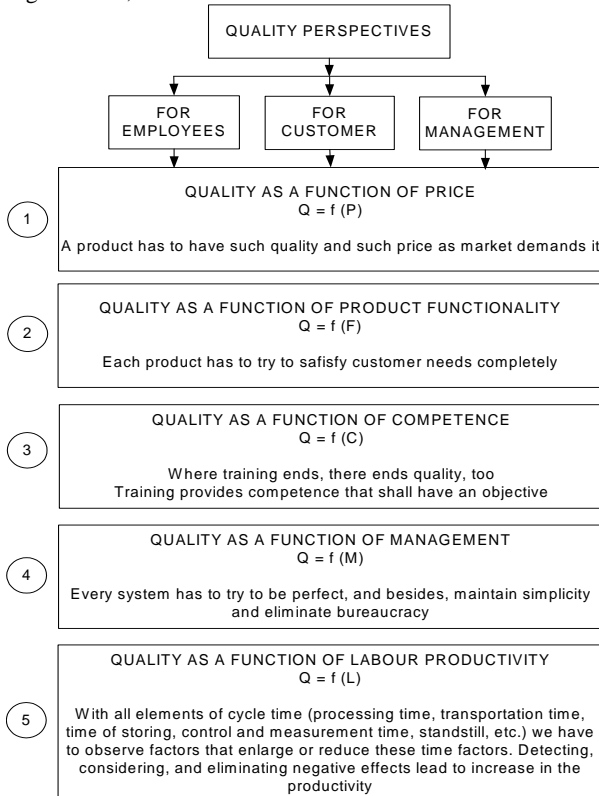 QUALITY PERSPECTIVES
FOR
EMPLOYEES
FOR
CUSTOMER
FOR
MANAGEMENT
1
QUALITY AS A FUNCTION OF PRICE
Q = f (P)
A product has to have such quality and such price as market demands it
2
QUALITY AS A FUNCTION OF PRODUCT FUNCTIONALITY
Q = f (F)
Each product has to try to safisfy customer needs completely
3
QUALITY AS A FUNCTION OF COMPETENCE
Q = f (C)
Where training ends, there ends quality, too
Training provides competence that shall have an objective
4
QUALITY AS A FUNCTION OF MANAGEMENT
Q = f (M)
Every system has to try to be perfect, and besides, maintain simplicity
and eliminate bureaucracy
5
QUALITY AS A FUNCTION OF LABOUR PRODUCTIVITY
Q = f (L)
With all elements of cycle time (processing time, transportation time,
time of storing, control and measurement time, standstill, etc.) we have
to observe factors that enlarge or reduce these time factors. Detecting,
considering, and eliminating negative effects lead to increase in the
productivity